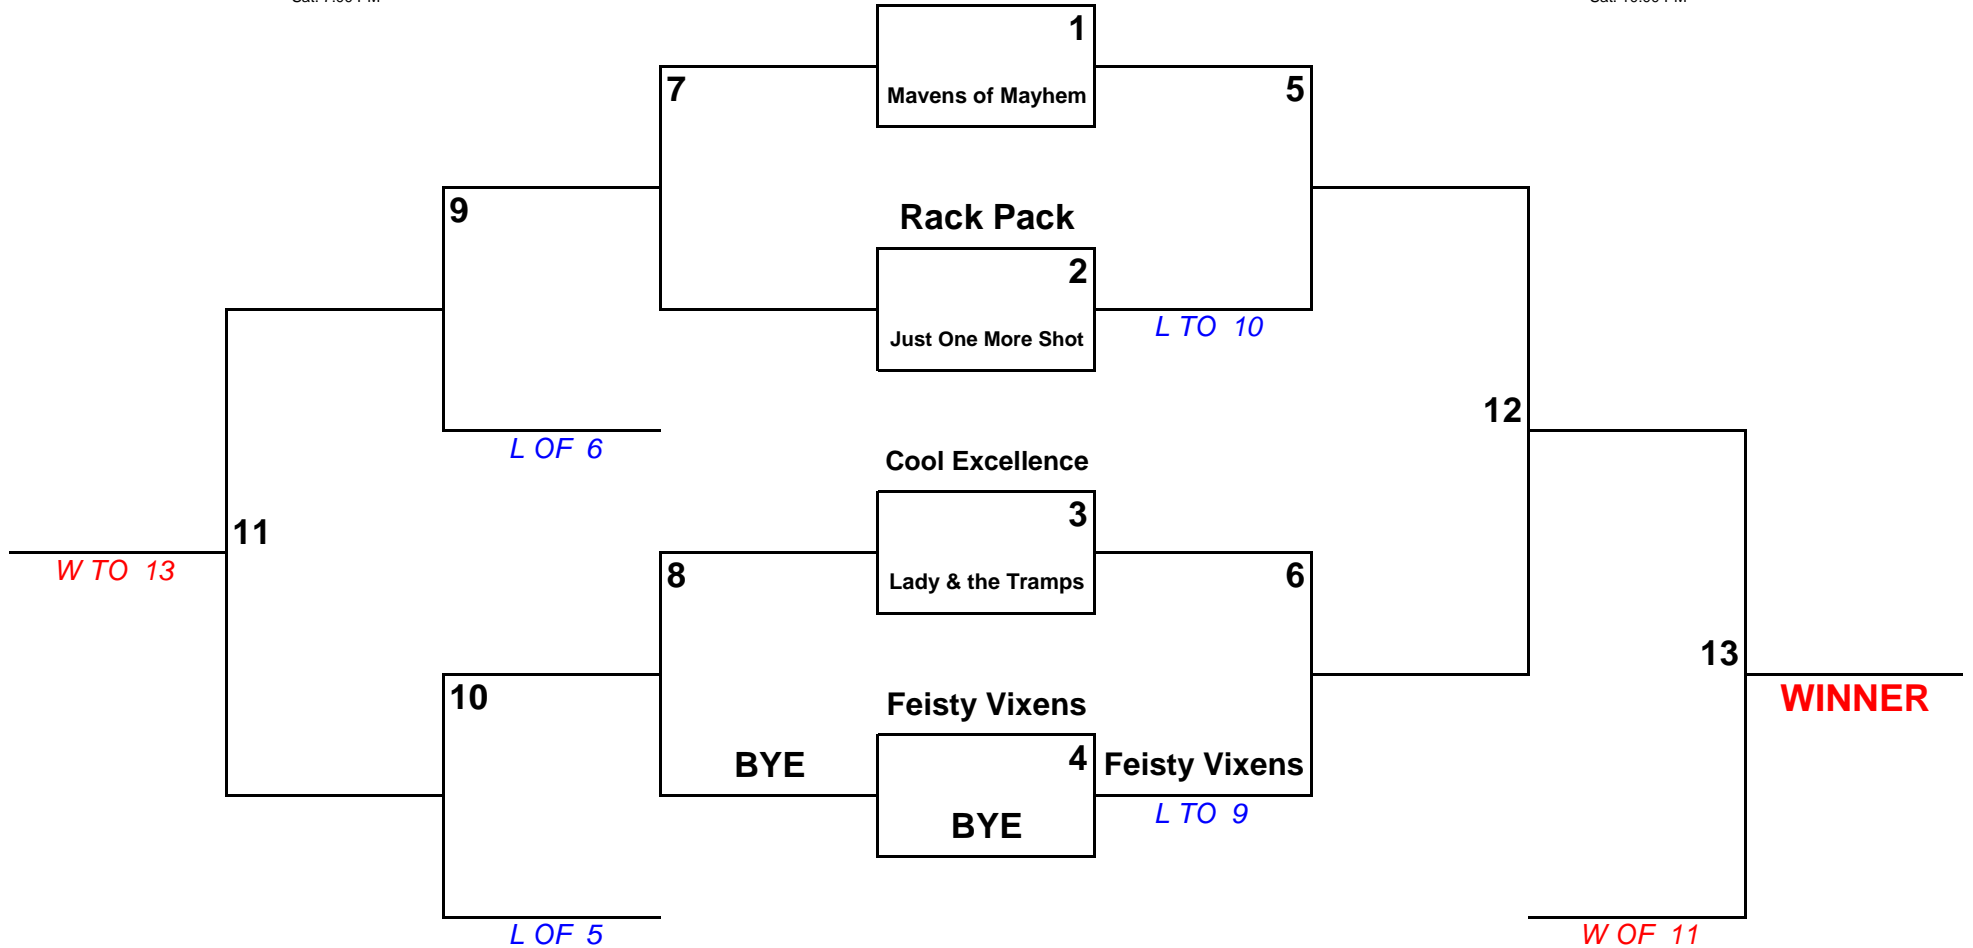 1
7
Mavens of Mayhem
5
9
Rack Pack
2
L TO 10
Just One More Shot
12
L OF 6
Cool Excellence
3
11
W TO 13
8
Lady & the Tramps
6
13
10
Feisty Vixens
WINNER
BYE
4
Feisty Vixens
L TO 9
BYE
L OF 5
W OF 11